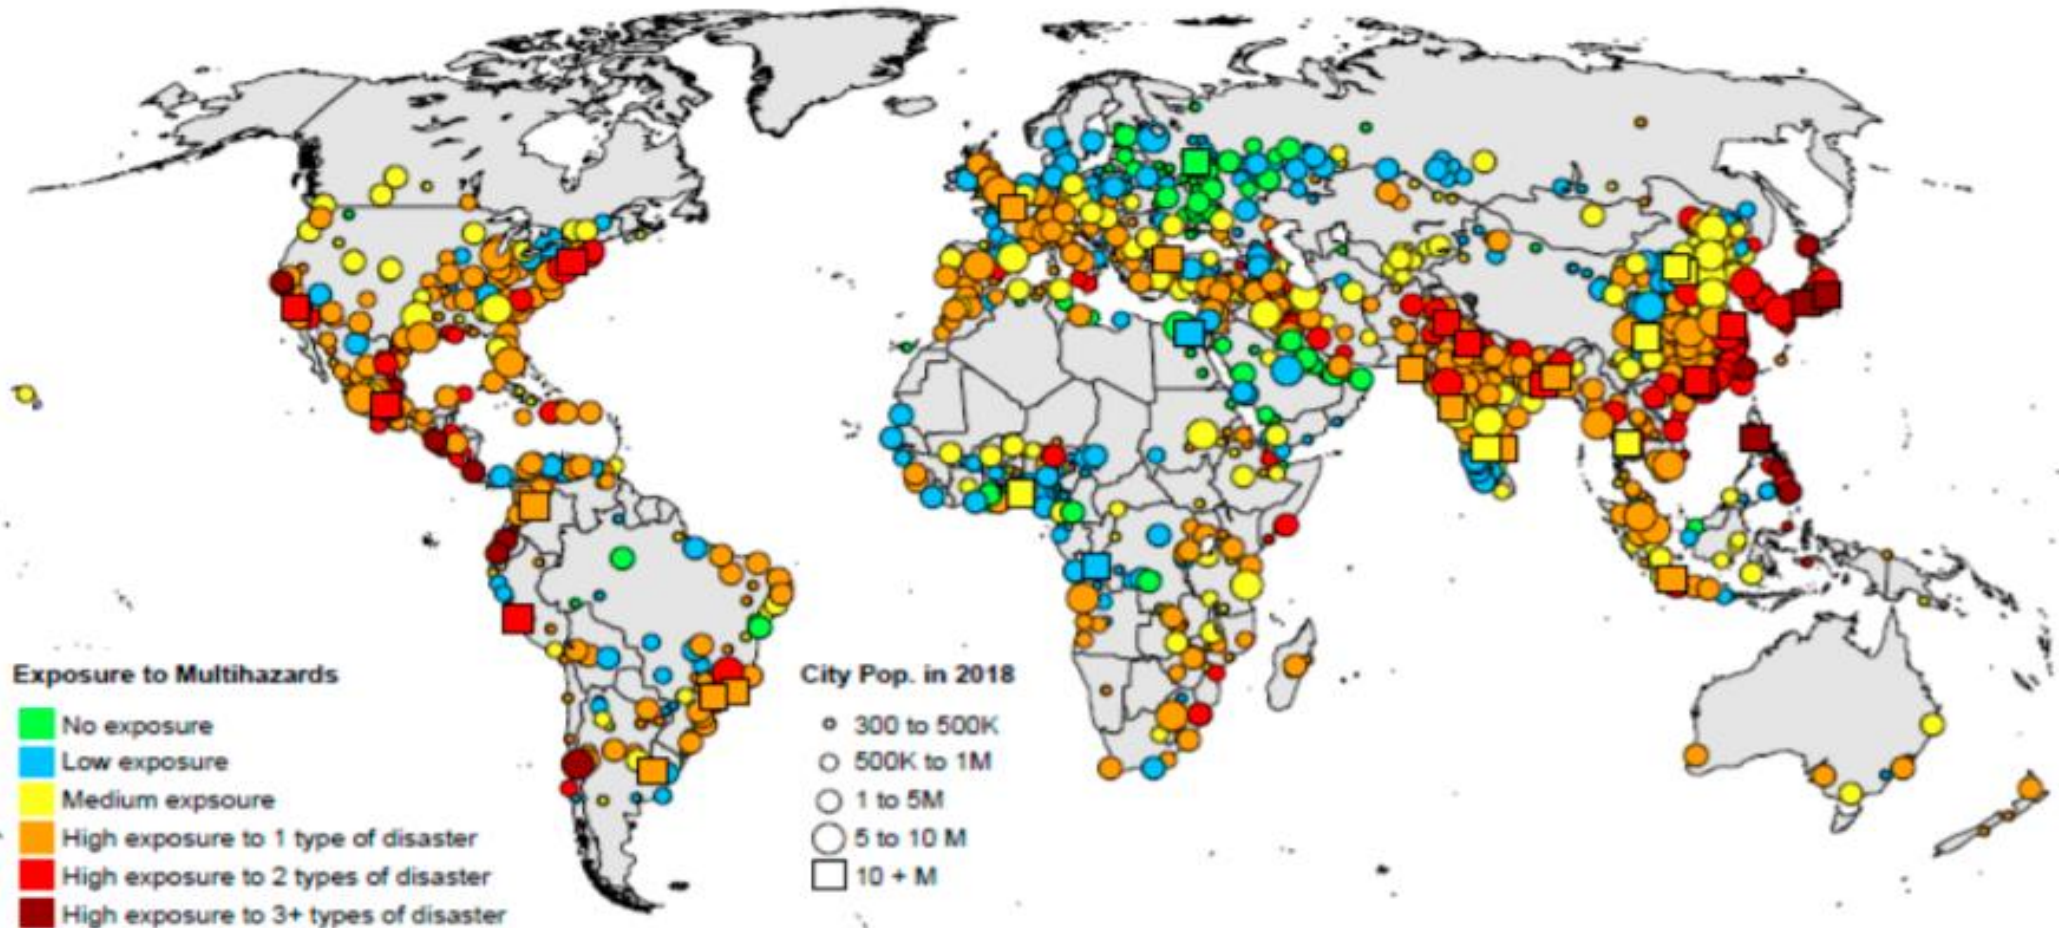 Exposure to Multihazards
No exposure
Low exposure
Medium expsoure
High exposure to 1 type of disaster
High exposure to 2 types of disaster
High exposure to 3+ types of disaster
City Pop. in 2018
300 to 500K
500K to 1M
1 to 5M
5 to 10 M
10 + M